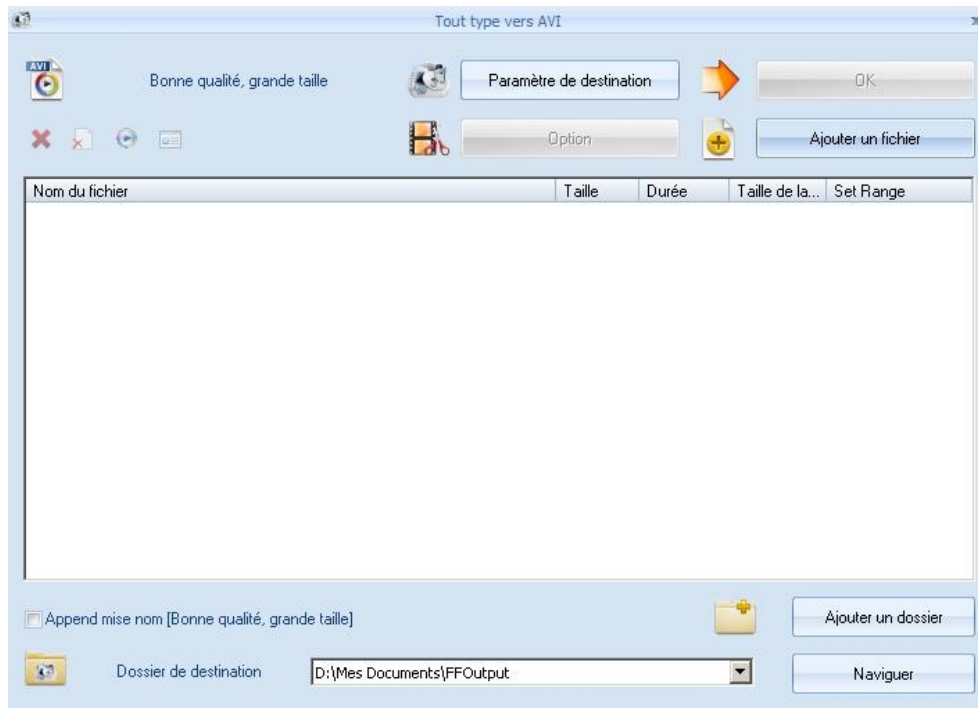 Tout type vers AVI
AVI
Bonne qualité, grande taille
Paramètre de destination
OK
Option
Ajouter un fichier
Nom du fichier Taille Durée Taille de la... Set Range
Append mise nom [Bonne qualité, grande taille]
Ajouter un dossier
Dossier de destination
D:\Mes Documents\FFOutput
Naviguer